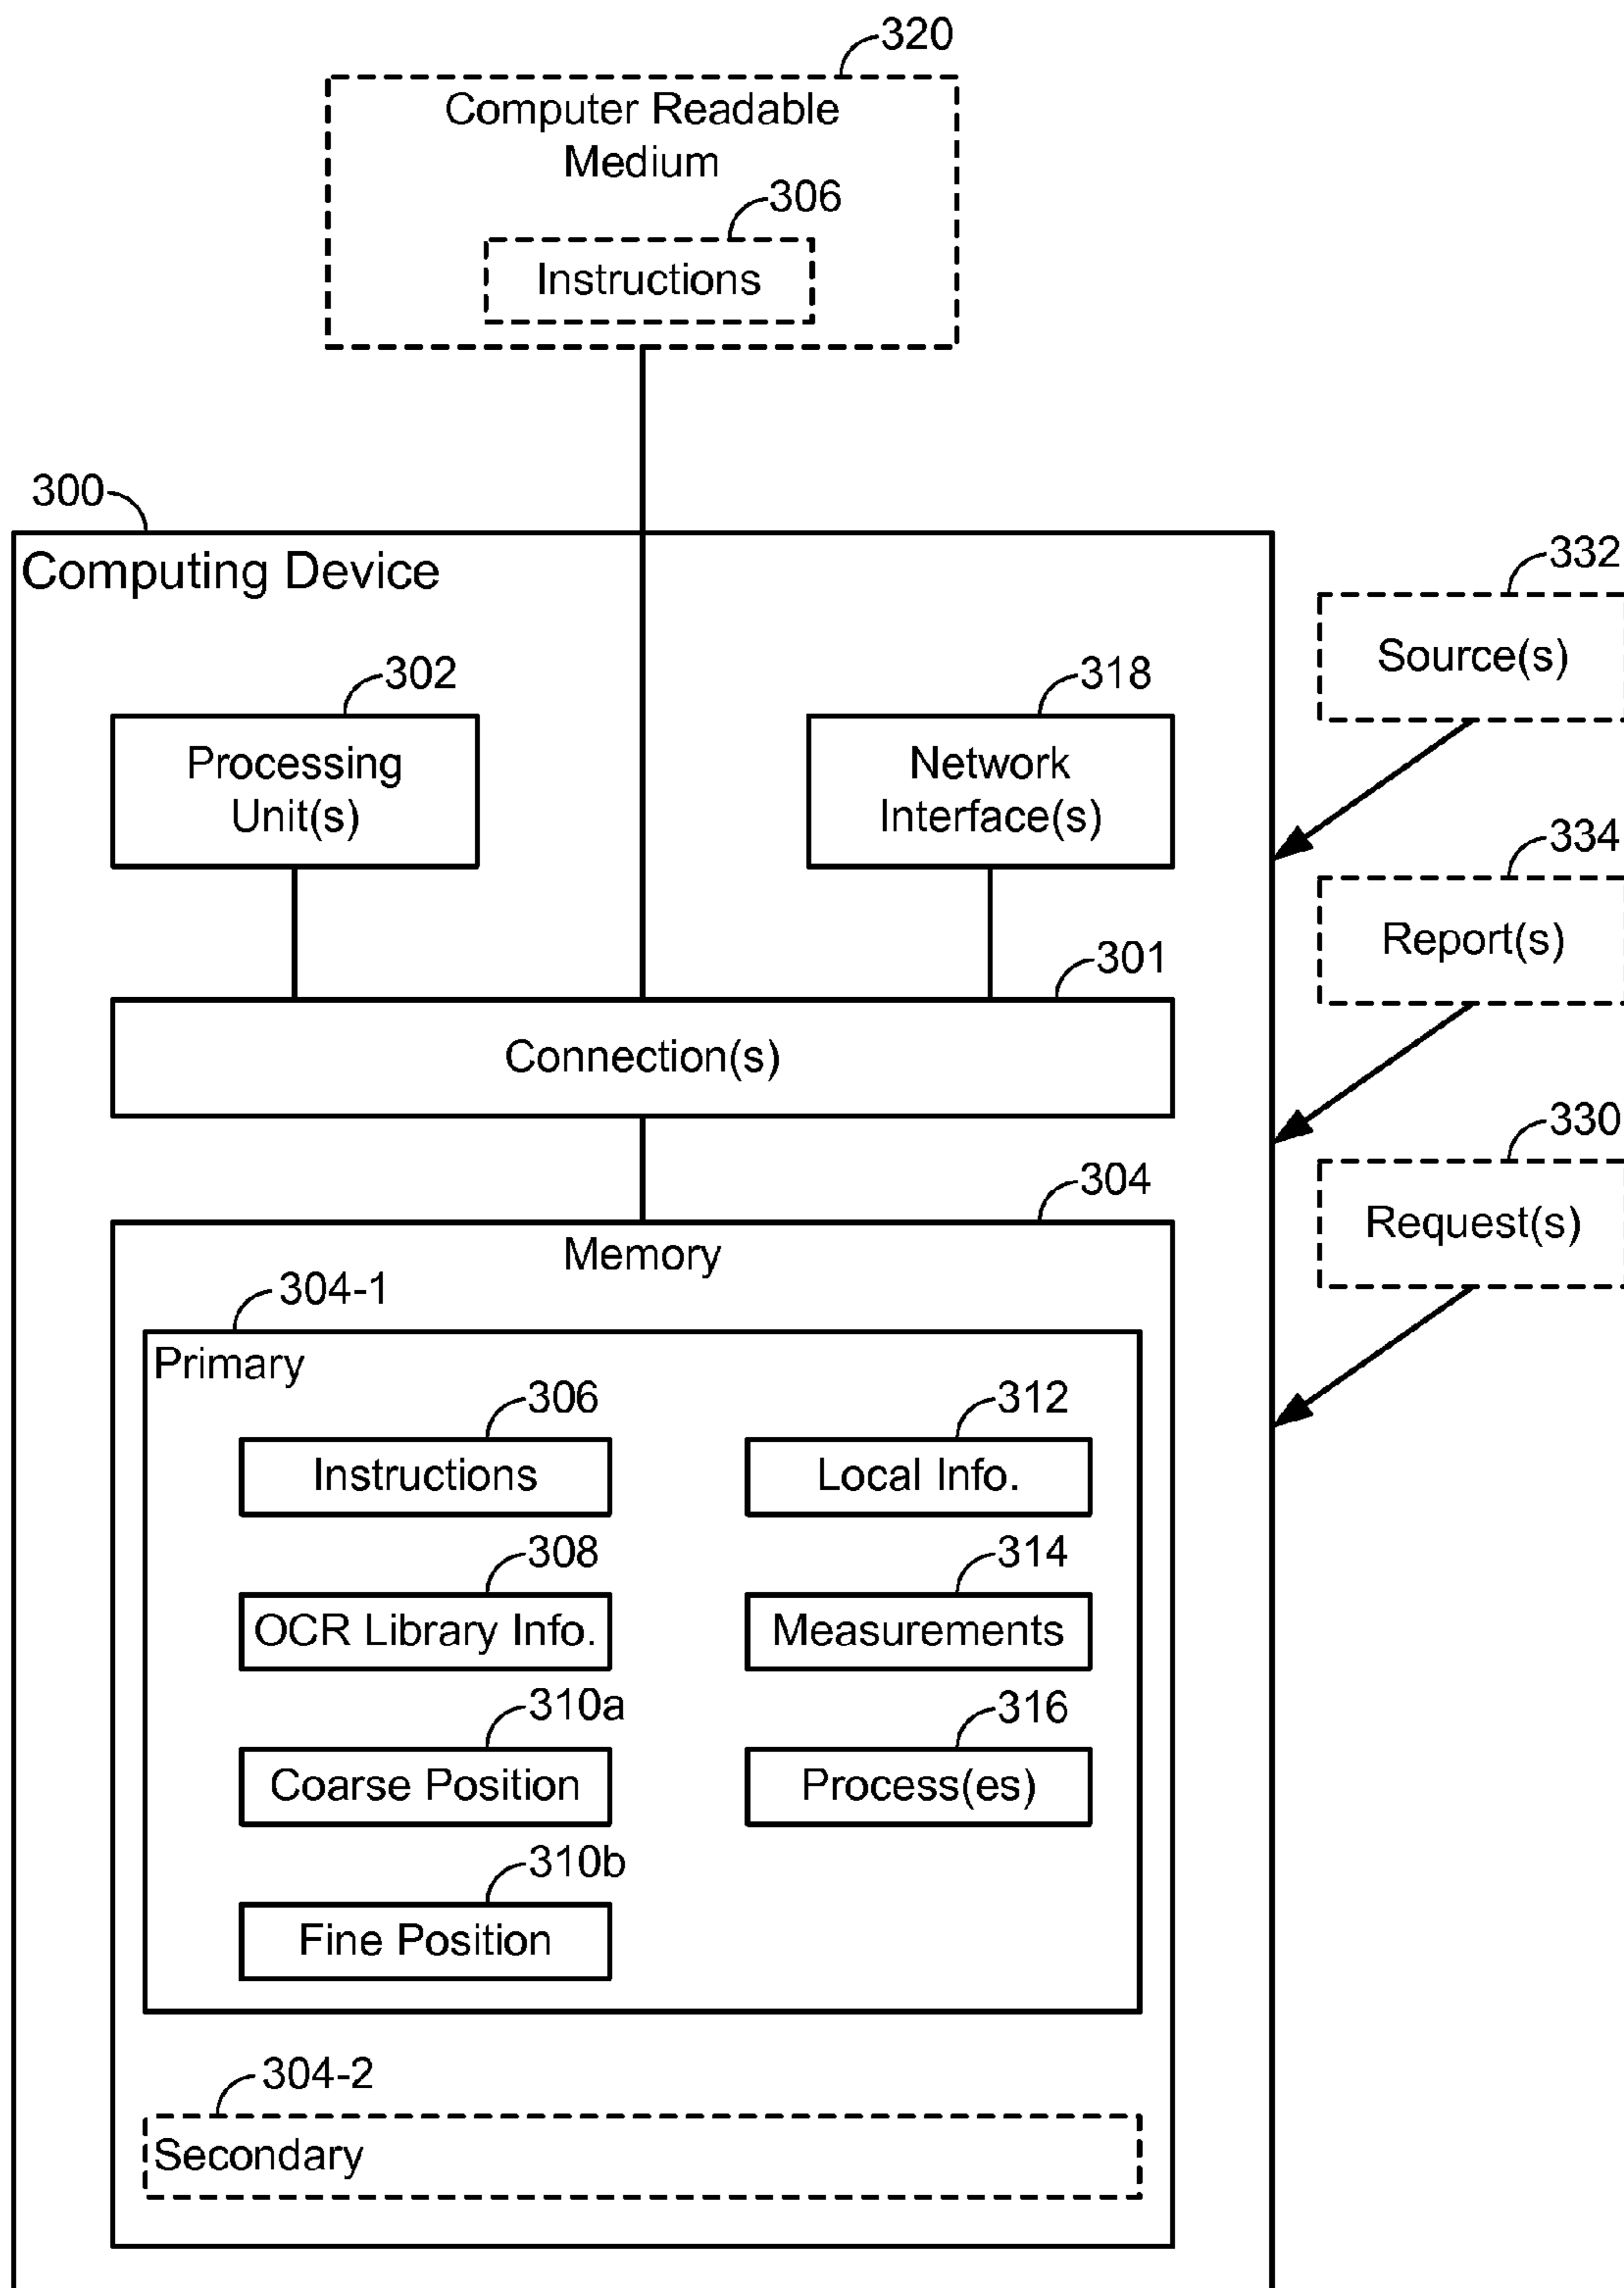 320
Computer Readable
Medium
306
Instructions
300
Computing Device
332
Source(s)
302
Processing
Unit(s)
318
Network
Interface(s)
334
Report(s)
301
Connection(s)
330
Request(s)
304
Memory
304-1
Primary
306
Instructions
312
Local Info.
308
OCR Library Info.
314
Measurements
310a
Coarse Position
316
Process(es)
310b
Fine Position
304-2
Secondary